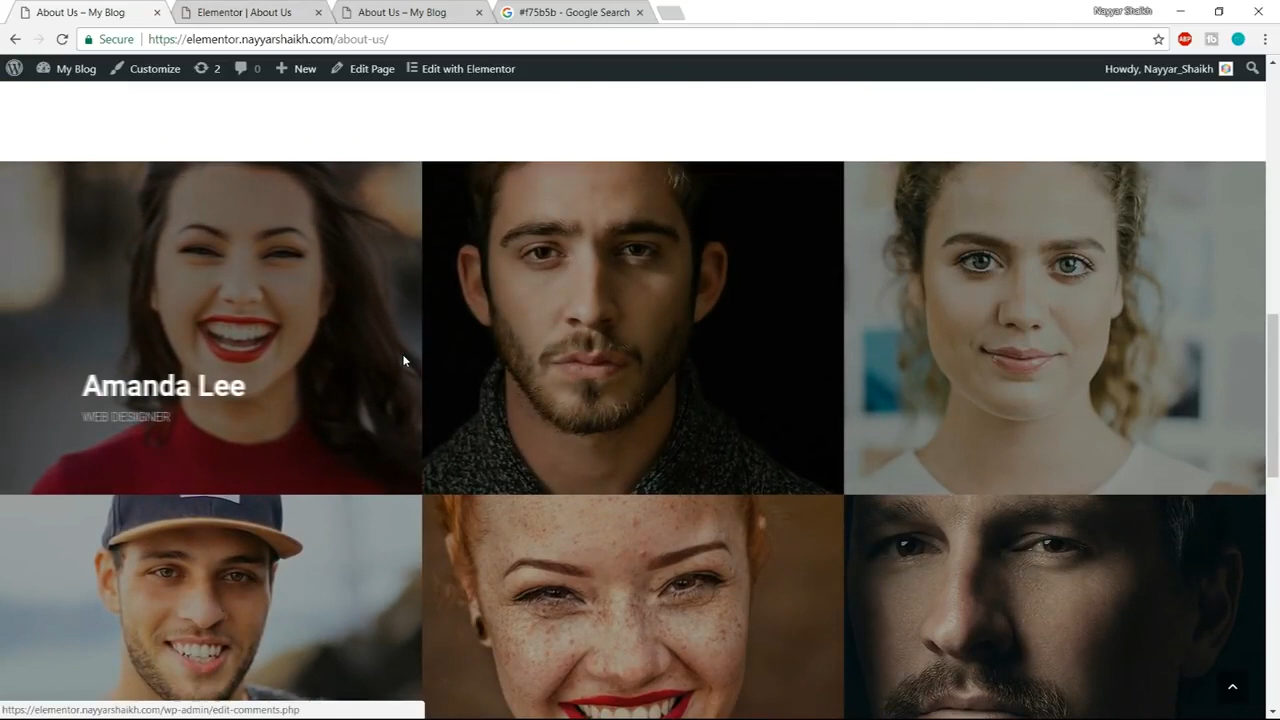 About Us – My Blog
Elementor | About Us
About Us – My Blog
#f75b5b - Google Search
Nayyar Shaikh
Secure
https://elementor.nayyarshaikh.com/about-us/
ABP
My Blog
Customize
2
0
New
Edit Page
Edit with Elementor
Howdy, Nayyar_Shaikh
Amanda Lee
WEB DESIGNER
https://elementor.nayyarshaikh.com/wp-admin/edit-comments.php